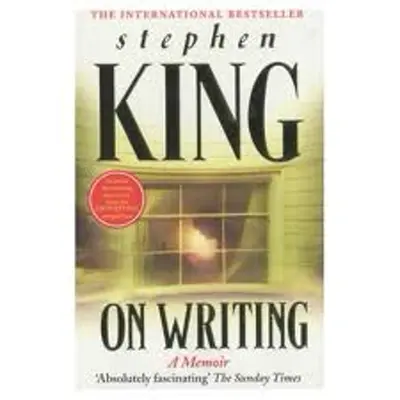 THE INTERNATIONAL BESTSELLER
stephen
KING
ON WRITING
A Memoir
'Absolutely fascinating' The Sunday Times